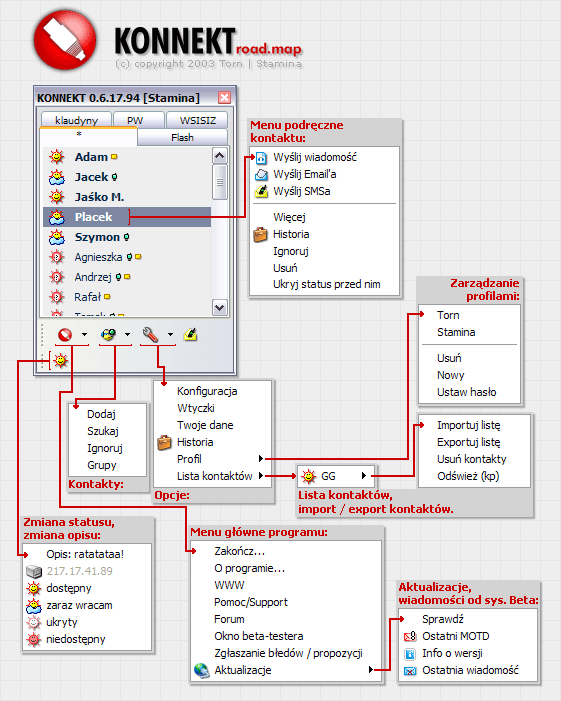 KONNEKT road.map
(c) copyright 2003 Torn | Stamina
KONNEKT 0.6.17.94 [Stamina]
klaudyny PW WSISIZ
* Flash
Adam
Jacek
Jaśko M.
Placek
Szymon
Agnieszka
Andrzej
Rafał
Menu podręczne
kontaktu:
Wyślij wiadomość
Wyślij Email'a
Wyślij SMSa
Więcej
Historia
Ignoruj
Usuń
Ukryj status przed nim
Zarządzanie
profilami:
Torn
Stamina
Usuń
Nowy
Ustaw hasło
Dodaj
Szukaj
Ignoruj
Grupy
Kontakty:
Konfiguracja
Wtyczki
Twoje dane
Historia
Profil
Lista kontaktów
Opcje:
GG
Lista kontaktów,
import / export kontaktów.
Importuj listę
Exportuj listę
Usuń kontakty
Odśwież (kp)
Zmiana statusu,
zmiana opisu:
Opis: ratatataa!
217.17.41.89
dostępny
zaraz wracam
ukryty
niedostępny
Menu główne programu:
Zakończ...
O programie...
WWW
Pomoc/Support
Forum
Okno beta-testera
Zgłaszanie błedów / propozycji
Aktualizacje
Aktualizacje,
wiadomości od sys. Beta:
Sprawdź
Ostatni MOTD
Info o wersji
Ostatnia wiadomość